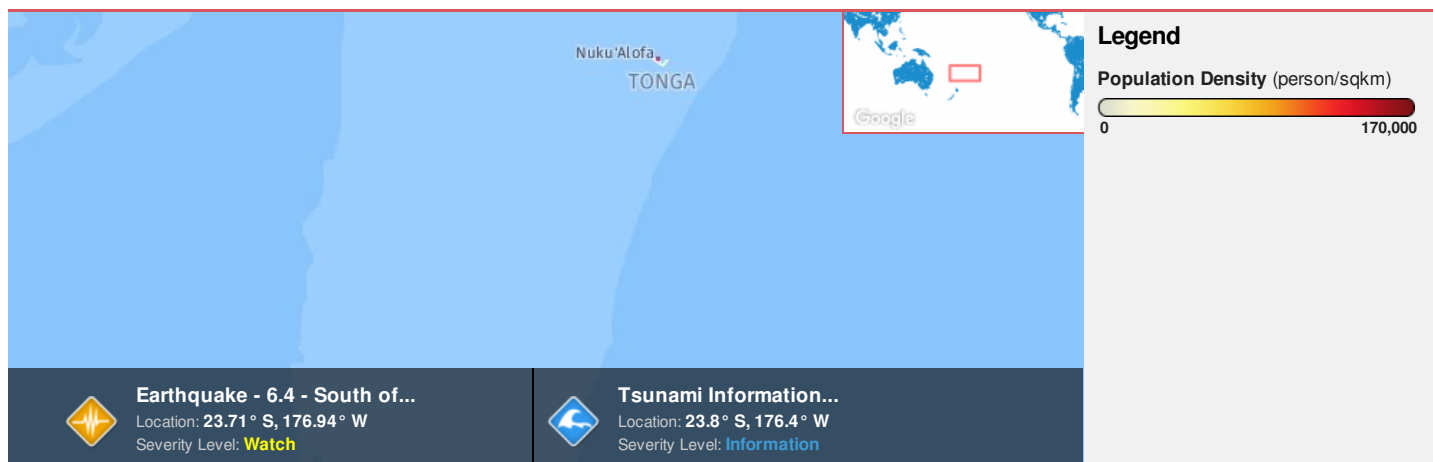 Nuku'Alofa
TONGA
Google
Legend
Population Density (person/sqkm)
0 170,000
Earthquake - 6.4 - South of...
Location: 23.71° S, 176.94° W
Severity Level: Watch
Tsunami Information...
Location: 23.8° S, 176.4° W
Severity Level: Information